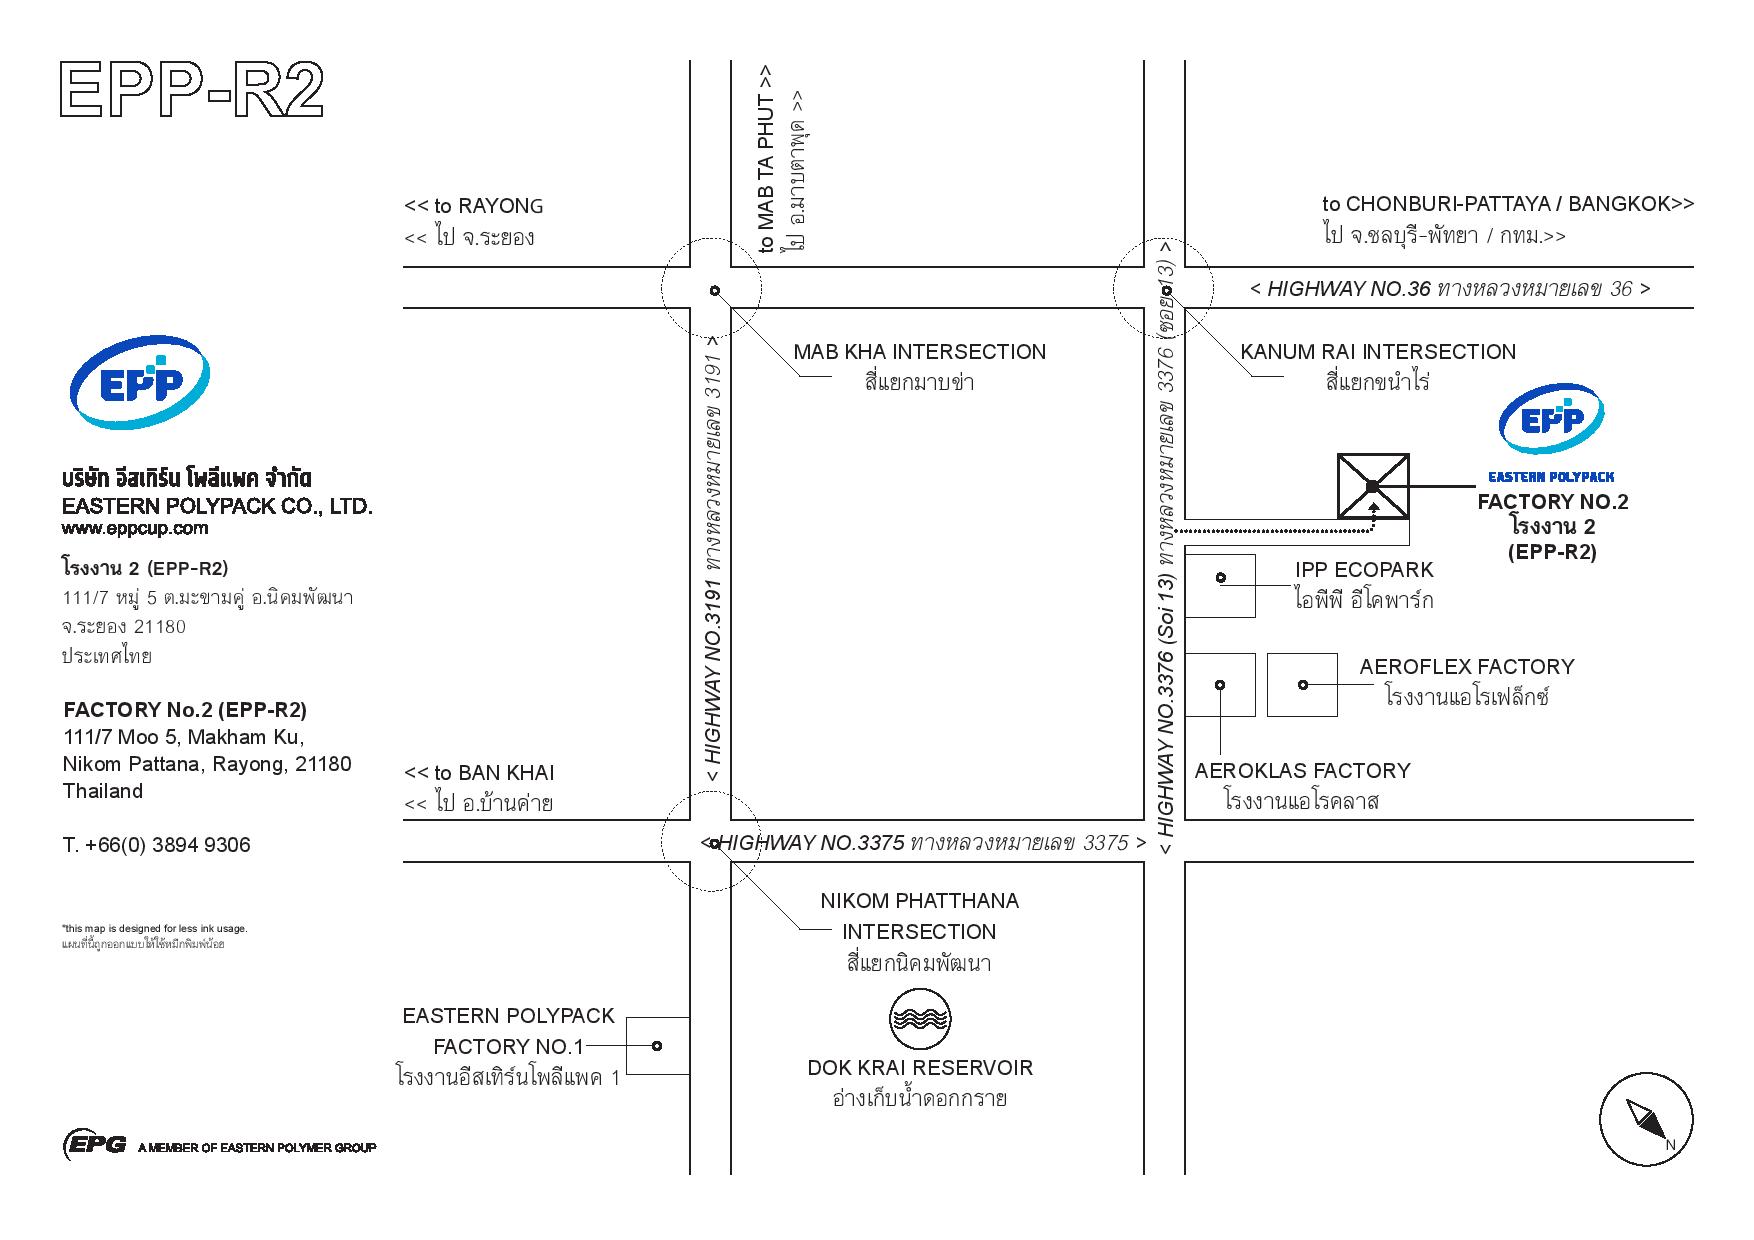 EPP-R2
EPP
บริษัท อีสเทิร์น โพลีแพค จำกัด
EASTERN POLYPACK CO., LTD.
www.eppcup.com
โรงงาน 2 (EPP-R2)
111/7 หมู่ 5 ต.มะขามคู่ อ.นิคมพัฒนา
จ.ระยอง 21180
ประเทศไทย
FACTORY No.2 (EPP-R2)
111/7 Moo 5, Makham Ku,
Nikom Pattana, Rayong, 21180
Thailand
T. +66(0) 3894 9306
*this map is designed for less ink usage.
แผนที่นี้ถูกออกแบบให้ใช้หมึกพิมพ์น้อย
EPG A MEMBER OF EASTERN POLYMER GROUP
<< to RAYONG
<< ไป จ.ระยอง
to MAB TA PHUT >>
ไป อ.มาบตาพุด >>
to CHONBURI-PATTAYA / BANGKOK>>
ไป จ.ชลบุรี-พัทยา / กทม.>>
< HIGHWAY NO.36 ทางหลวงหมายเลข 36 >
MAB KHA INTERSECTION
สี่แยกมาบข่า
KANUM RAI INTERSECTION
สี่แยกขนำไร่
< HIGHWAY NO.3191 ทางหลวงหมายเลข 3191 >
< HIGHWAY NO.3376 (Soi 13) ทางหลวงหมายเลข 3376 (ซอย 13) >
EPP
EASTERN POLYPACK
FACTORY NO.2
โรงงาน 2
(EPP-R2)
IPP ECOPARK
ไอพีพี อีโคพาร์ก
AEROFLEX FACTORY
โรงงานแอโรเฟล็กซ์
AEROKLAS FACTORY
โรงงานแอโรคลาส
<< to BAN KHAI
<< ไป อ.บ้านค่าย
< HIGHWAY NO.3375 ทางหลวงหมายเลข 3375 >
NIKOM PHATTHANA
INTERSECTION
สี่แยกนิคมพัฒนา
EASTERN POLYPACK
FACTORY NO.1
โรงงานอีสเทิร์นโพลีแพค 1
DOK KRAI RESERVOIR
อ่างเก็บน้ำดอกกราย
N